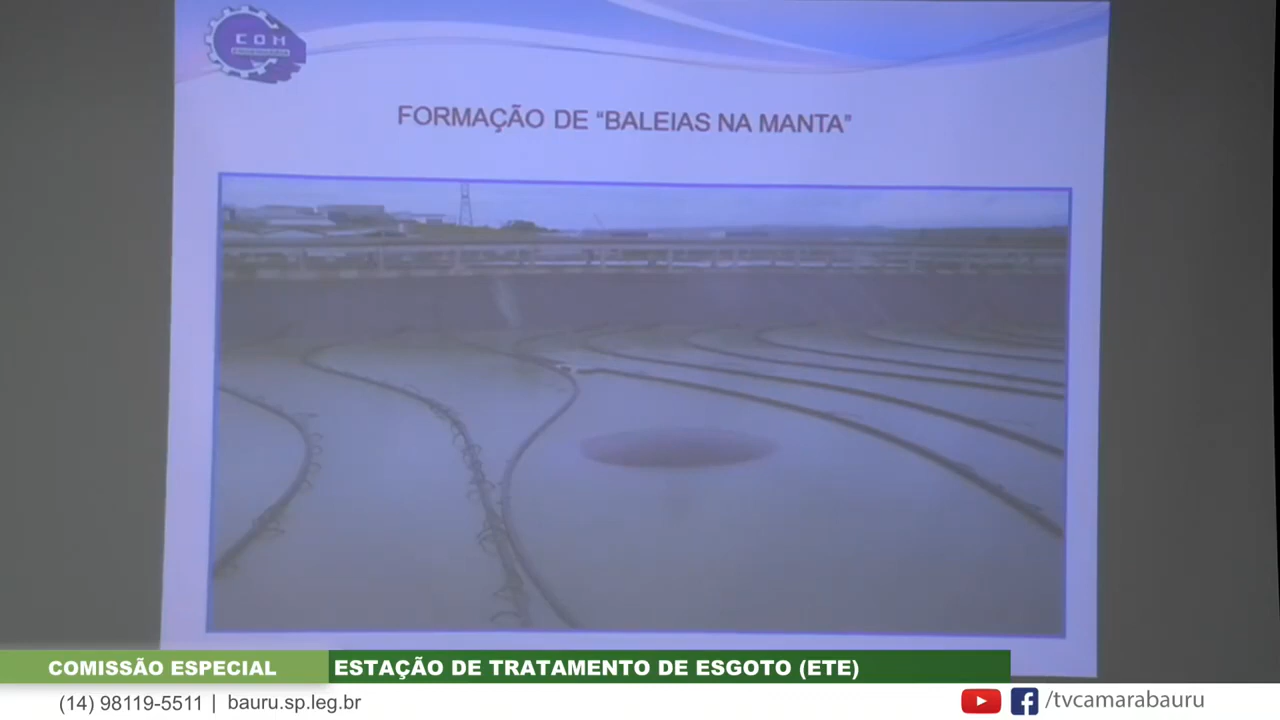 COM
FORMAÇÃO DE “BALEIAS NA MANTA”
COMISSÃO ESPECIAL
ESTAÇÃO DE TRATAMENTO DE ESGOTO (ETE)
(14) 98119-5511 | bauru.sp.leg.br
/tvcamarabauru